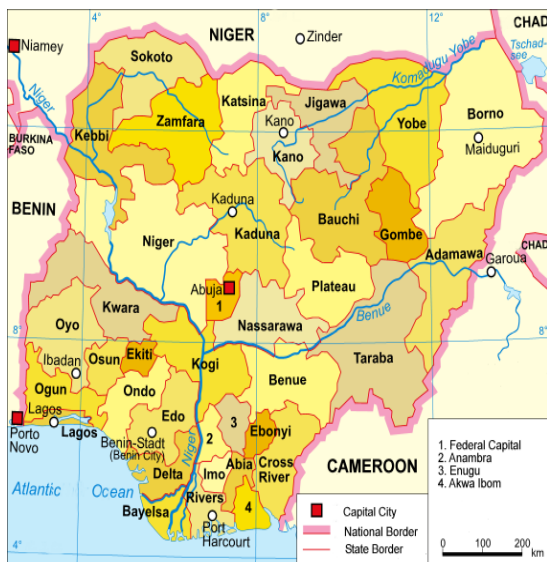 4°
8°
12°
NIGER
CHAD
Niamey
Zinder
Tschad-
see
Sokoto
Komadugu Yobe
Niger
Katsina
Jigawa
Borno
Zamfara
Yobe
Kano
Kebbi
BURKINA
FASO
Kano
Maiduguri
BENIN
Kaduna
Bauchi
Gombe
Niger
Kaduna
CHAD
Adamawa
Garoua
Abuja
1
Plateau
Kwara
Nassarawa
Benue
8°
Oyo
Taraba
Ibadan
Osun
Ekiti
Kogi
Benue
Ogun
Ondo
Lagos
Edo
2
3
Ebonyi
Porto
Novo
Lagos
Benin-Stadt
(Benin City)
Niger
Imo
Abia
Cross
River
CAMEROON
Delta
Atlantic Ocean
Bayelsa
Rivers
4
Port
Harcourt
4°
1. Federal Capital
2. Anambra
3. Enugu
4. Akwa Ibom
Capital City
National Border
State Border
0 100 200
km